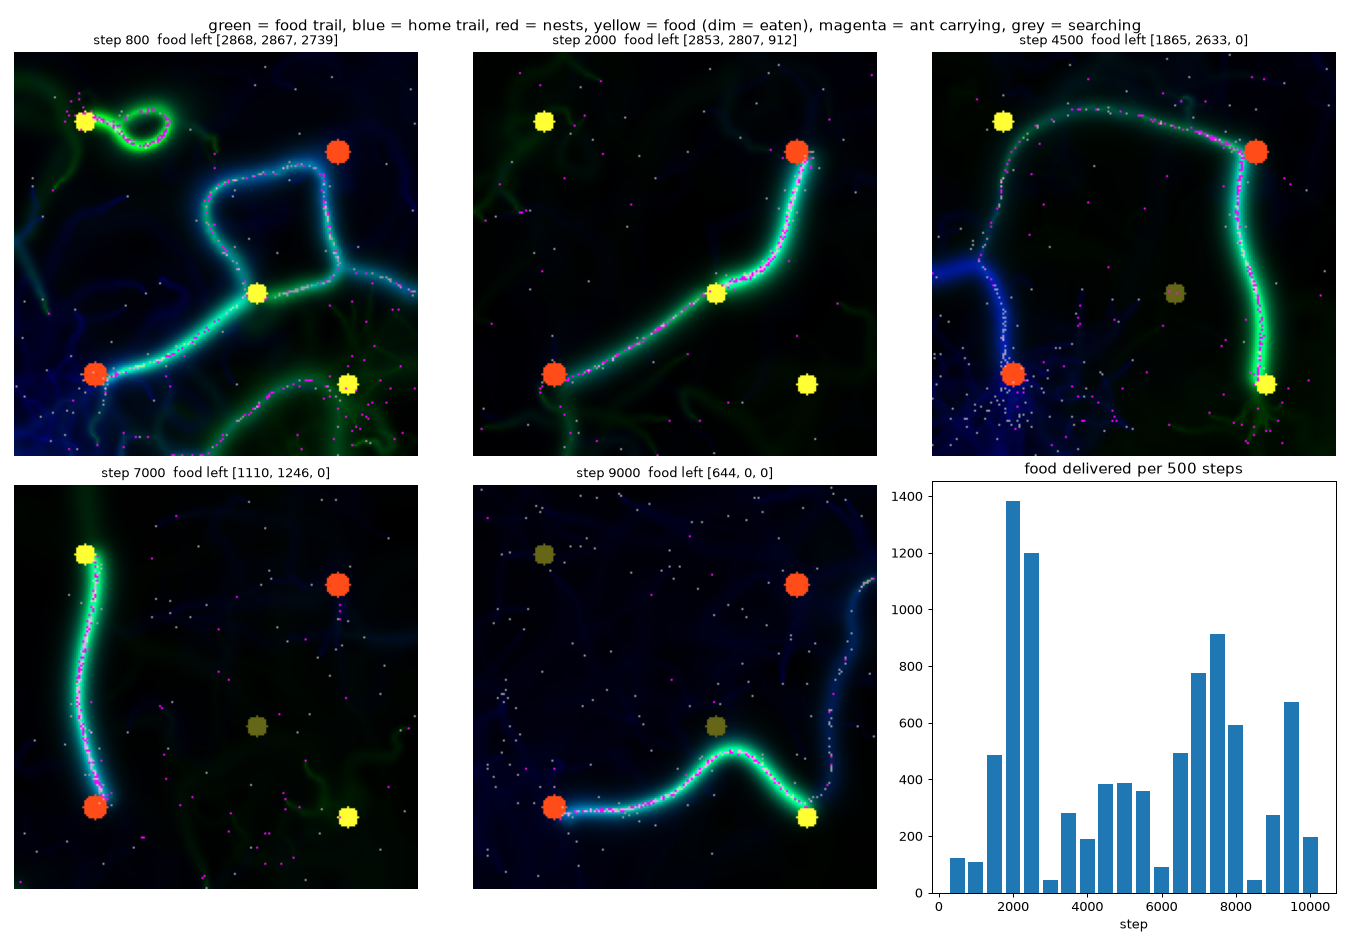 green = food trail, blue = home trail, red = nests, yellow = food (dim = eaten), magenta = ant carrying, grey = searching
step 800  food left [2868, 2867, 2739]
step 2000  food left [2853, 2807, 912]
step 4500  food left [1865, 2633, 0]
step 7000  food left [1110, 1246, 0]
step 9000  food left [644, 0, 0]
food delivered per 500 steps
1400
1200
1000
800
600
400
200
0
0 2000 4000 6000 8000 10000
step